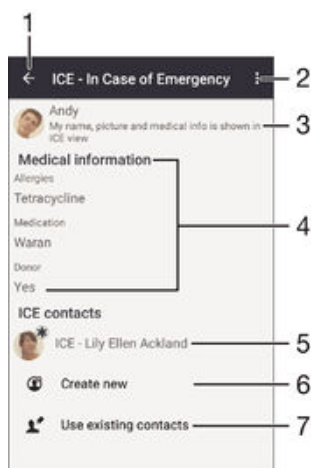 1
ICE - In Case of Emergency
2
Andy
My name, picture and medical info is shown in
ICE view
3
Medical information
Allergies
Tetracycline
Medication
Waran
Donor
Yes
4
ICE contacts
ICE - Lily Ellen Ackland
5
Create new
6
Use existing contacts
7